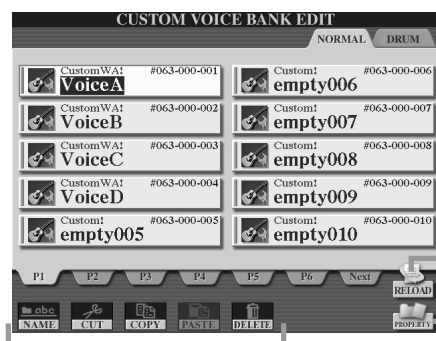 CUSTOM VOICE BANK EDIT
NORMAL DRUM
CustomWA! #063-000-001
VoiceA
CustomWA! #063-000-002
VoiceB
CustomWA! #063-000-003
VoiceC
CustomWA! #063-000-004
VoiceD
Custom! #063-000-005
empty005
Custom! #063-000-006
empty006
Custom! #063-000-007
empty007
Custom! #063-000-008
empty008
Custom! #063-000-009
empty009
Custom! #063-000-010
empty010
P1 P2 P3 P4 P5 P6 Next
RELOAD
abc
NAME CUT COPY PASTE DELETE PROPERTY